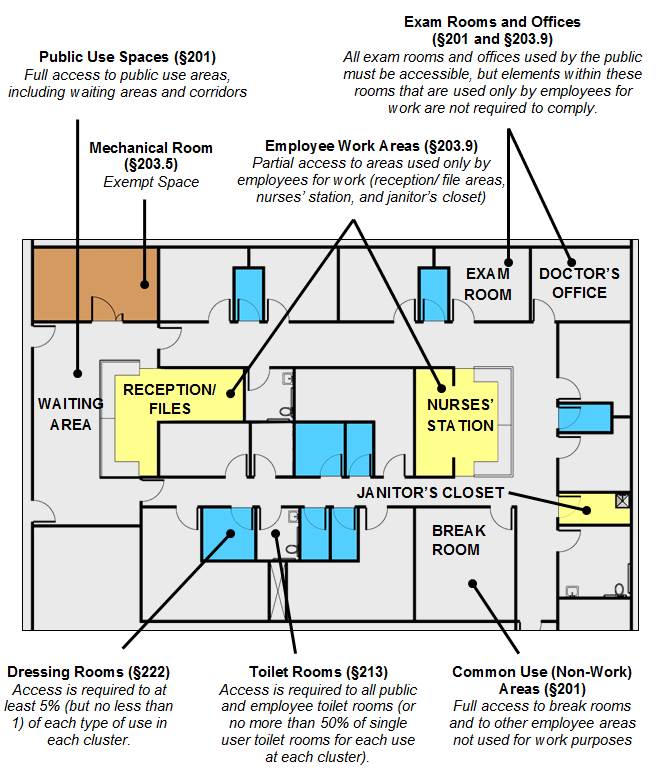 Exam Rooms and Offices
(§201 and §203.9)
All exam rooms and offices used by the public
must be accessible, but elements within these
rooms that are used only by employees for
work are not required to comply.
Public Use Spaces (§201)
Full access to public use areas,
including waiting areas and corridors
Mechanical Room
(§203.5)
Exempt Space
Employee Work Areas (§203.9)
Partial access to areas used only by
employees for work (reception/ file areas,
nurses' station, and janitor's closet)
EXAM
ROOM
DOCTOR'S
OFFICE
WAITING
AREA
RECEPTION/
FILES
NURSES'
STATION
JANITOR'S CLOSET
BREAK
ROOM
Dressing Rooms (§222)
Access is required to at
least 5% (but no less than
1) of each type of use in
each cluster.
Toilet Rooms (§213)
Access is required to all public
and employee toilet rooms (or
no more than 50% of single
user toilet rooms for each use
at each cluster).
Common Use (Non-Work)
Areas (§201)
Full access to break rooms
and to other employee areas
not used for work purposes